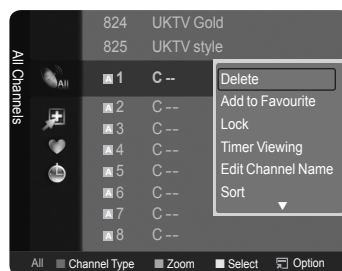 All Channels
824 UKTV Gold
825 UKTV style
All
A 1 C --
A 2 C --
A 3 C --
A 4 C --
A 5 C --
A 6 C --
A 7 C --
A 8 C --
Delete
Add to Favourite
Lock
Timer Viewing
Edit Channel Name
Sort
All Channel Type Zoom Select Option